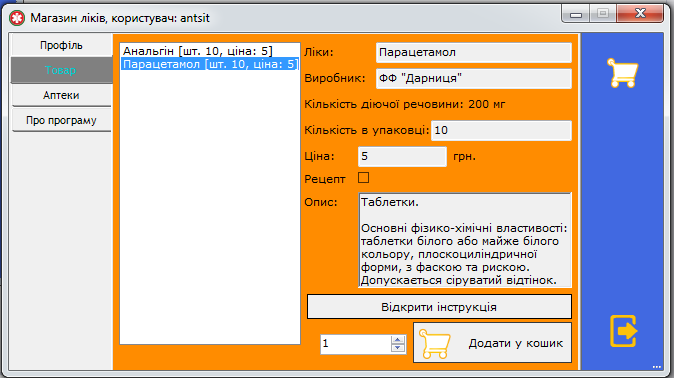 Магазин ліків, користувач: antsit
Профіль
Товар
Аптеки
Про програму
Анальгін [шт. 10, ціна: 5]
Парацетамол [шт. 10, ціна: 5]
Ліки: Парацетамол
Виробник: ФФ "Дарниця"
Кількість діючої речовини: 200 мг
Кількість в упаковці: 10
Ціна: 5 грн.
Рецепт
Опис: Таблетки.
Основні фізико-хімічні властивості:
таблетки білого або майже білого
кольору, плоскоциліндричної
форми, з фаскою та рискою.
Допускається сіруватий відтінок.
Відкрити інструкція
1
Додати у кошик
...